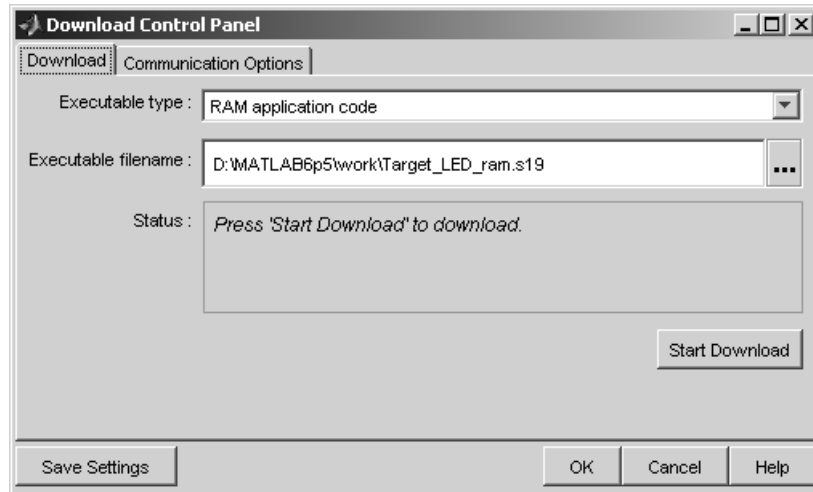 Download Control Panel
Download Communication Options
Executable type : RAM application code
Executable filename : D:\MATLAB6p5\work\Target_LED_ram.s19 ...
Status : Press 'Start Download' to download.
Start Download
Save Settings OK Cancel Help